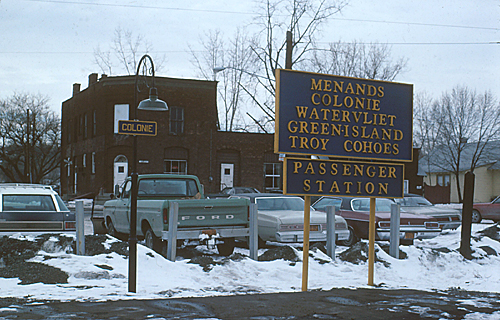 MENANDS
COLONIE
WATERVLIET
GREEN ISLAND
TROY COHOES
PASSENGER
STATION
COLONIE
FORD